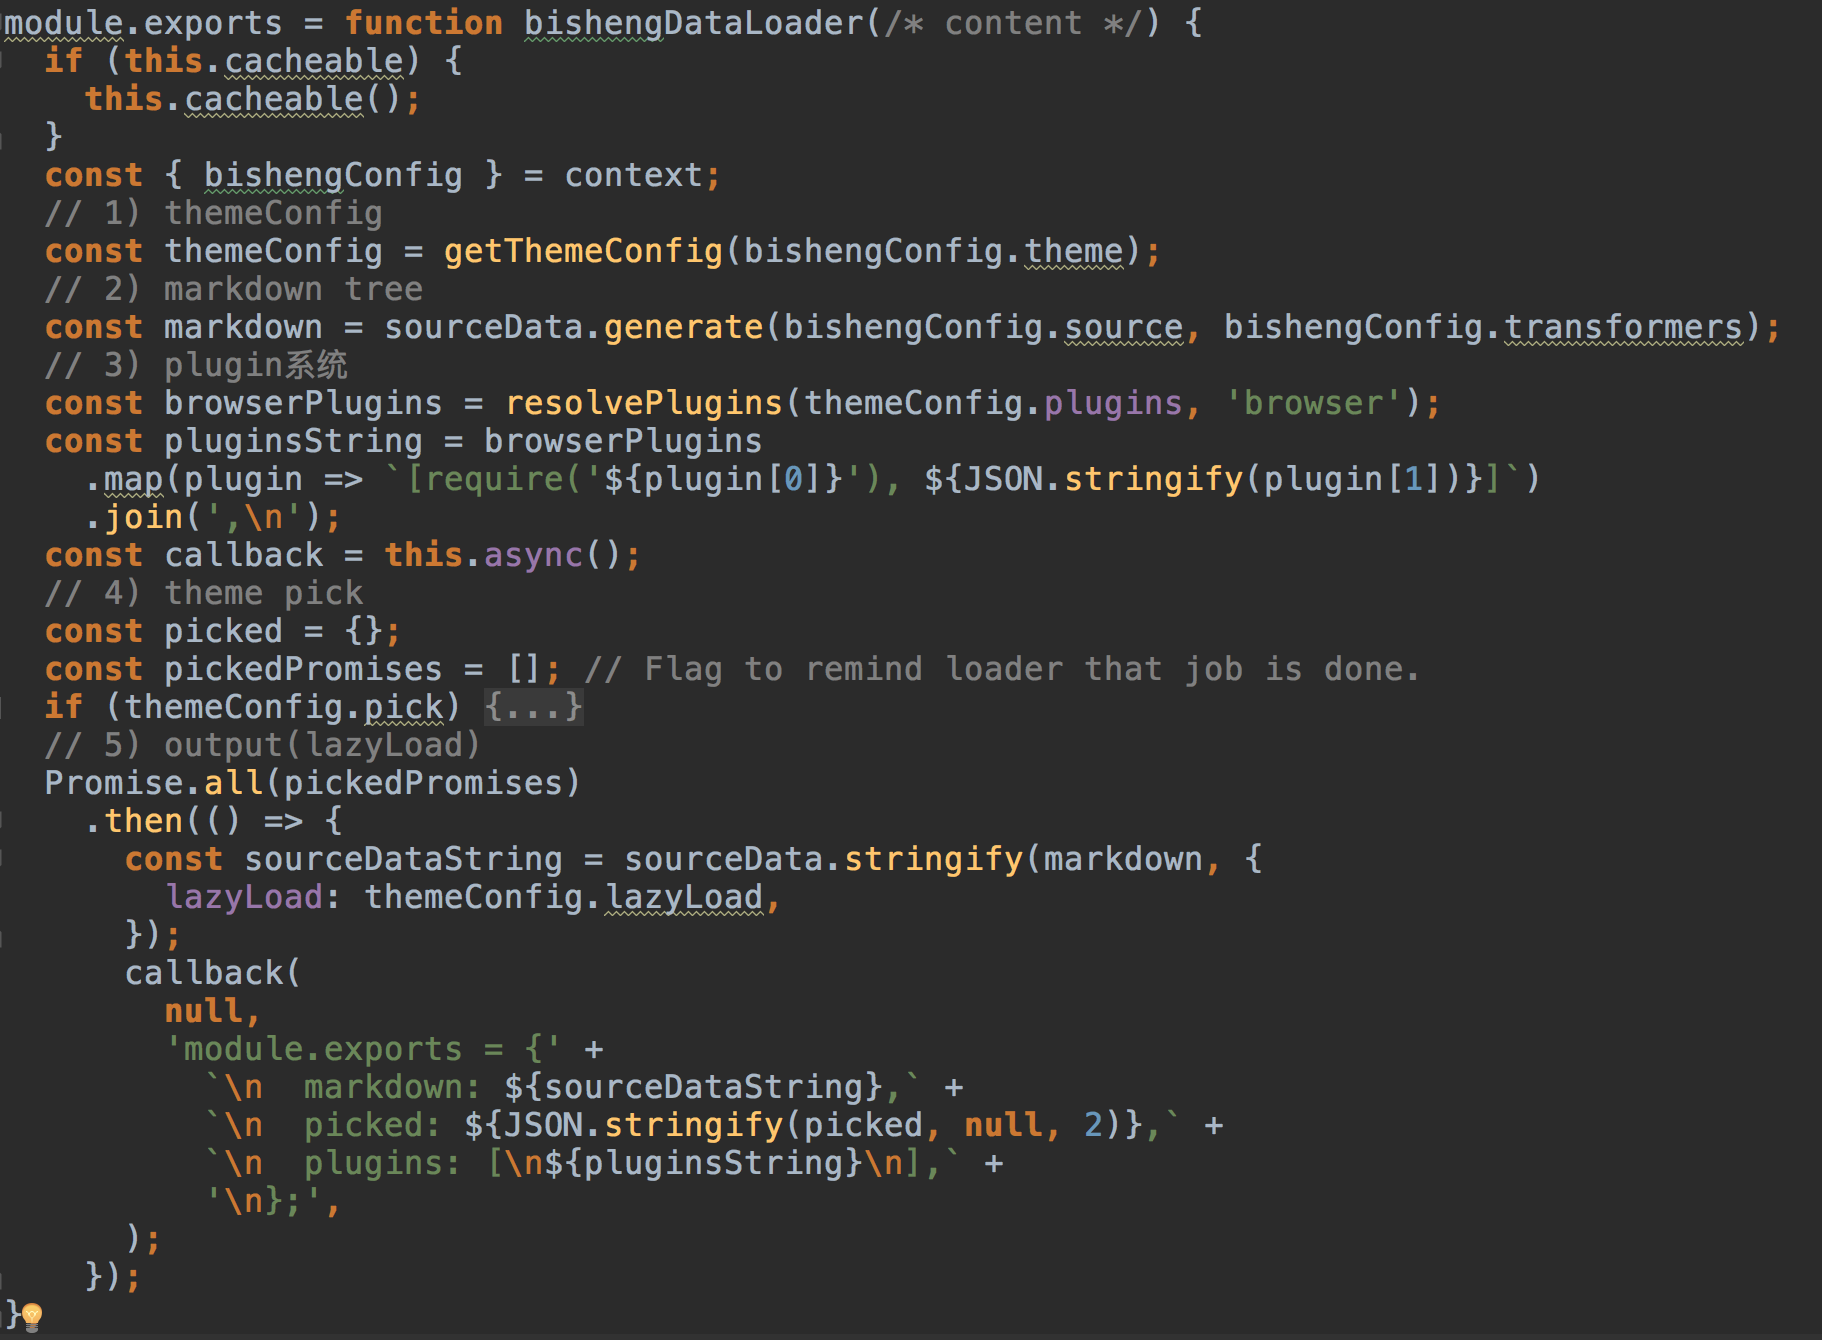 module.exports = function bishengDataLoader(/* content */) {
  if (this.cacheable) {
    this.cacheable();
  }
  const { bishengConfig } = context;
  // 1) themeConfig
  const themeConfig = getThemeConfig(bishengConfig.theme);
  // 2) markdown tree
  const markdown = sourceData.generate(bishengConfig.source, bishengConfig.transformers);
  // 3) plugin系统
  const browserPlugins = resolvePlugins(themeConfig.plugins, 'browser');
  const pluginsString = browserPlugins
    .map(plugin => `[require('${plugin[0]}'), ${JSON.stringify(plugin[1])}]`)
    .join(',\n');
  const callback = this.async();
  // 4) theme pick
  const picked = {};
  const pickedPromises = []; // Flag to remind loader that job is done.
  if (themeConfig.pick) {...}
  // 5) output(lazyLoad)
  Promise.all(pickedPromises)
    .then(() => {
      const sourceDataString = sourceData.stringify(markdown, {
        lazyLoad: themeConfig.lazyLoad,
      });
      callback(
        null,
        'module.exports = {' +
          `\n  markdown: ${sourceDataString},` +
          `\n  picked: ${JSON.stringify(picked, null, 2)},` +
          `\n  plugins: [\n${pluginsString}\n],` +
          '\n};',
      );
    });
}